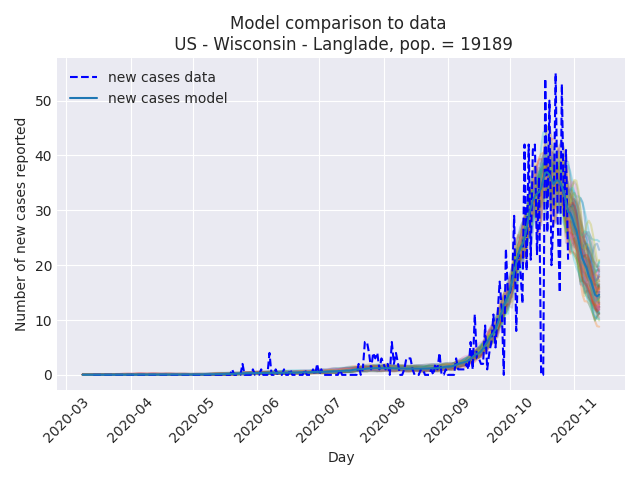 Model comparison to data
US - Wisconsin - Langlade, pop. = 19189
new cases data
new cases model
Number of new cases reported
50
40
30
20
10
0
2020-03
2020-04
2020-05
2020-06
2020-07
2020-08
2020-09
2020-10
2020-11
Day